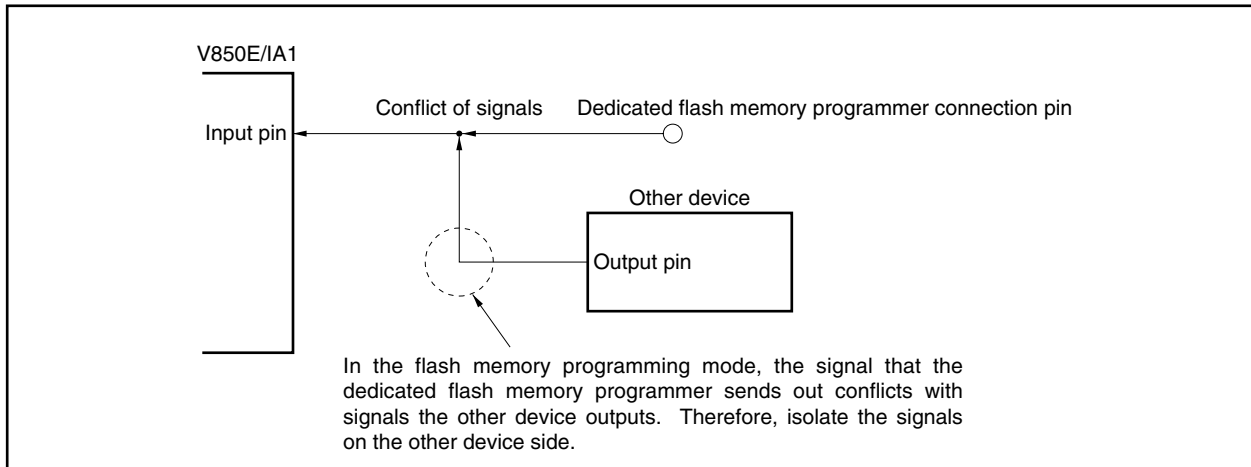 V850E/IA1
Conflict of signals
Dedicated flash memory programmer connection pin
Input pin
Other device
Output pin
In the flash memory programming mode, the signal that the
dedicated flash memory programmer sends out conflicts with
signals the other device outputs. Therefore, isolate the signals
on the other device side.